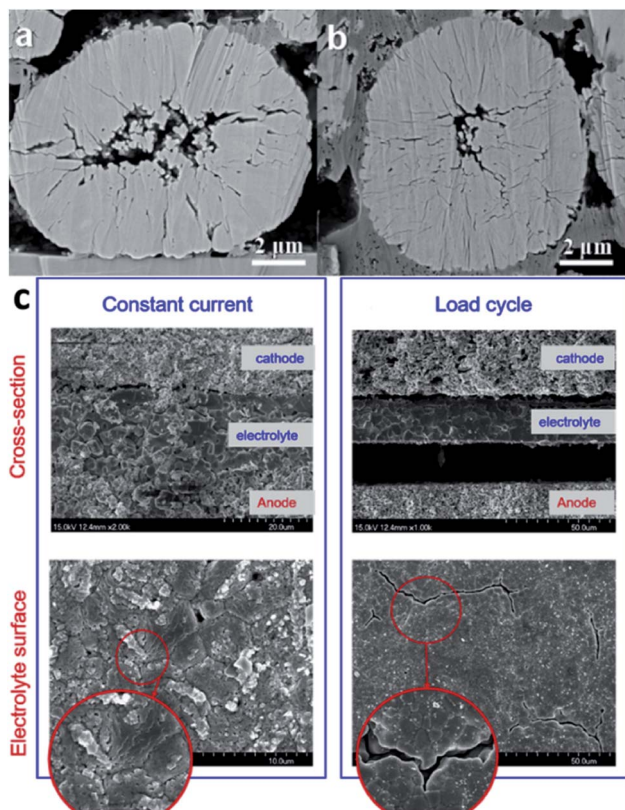 a
b
2 µm
2 µm
c
Constant current
Load cycle
Cross-section
cathode
electrolyte
Anode
15.0kV 12.4mm x2.00k
20.0um
cathode
electrolyte
Anode
15.0kV 12.4mm x1.00k
50.0um
Electrolyte surface
10.0um
50.0um